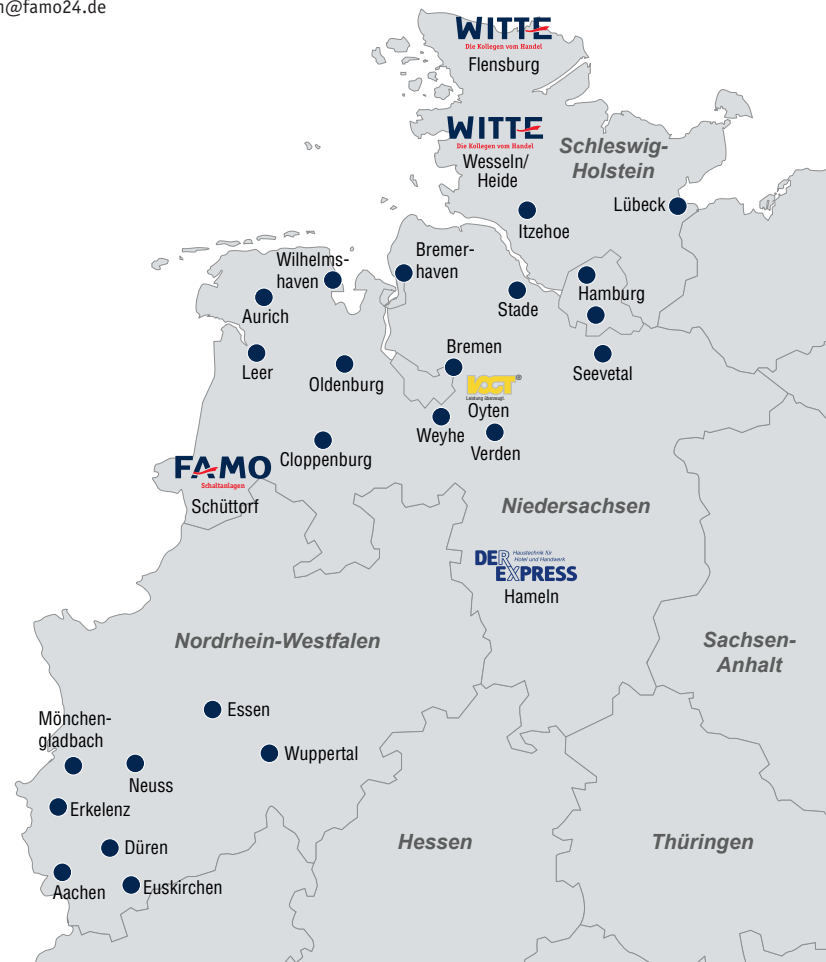 n@famo24.de
WITTE
Die Kollegen vom Handel
Flensburg
WITTE
Die Kollegen vom Handel
Wesseln/
Heide
Schleswig-
Holstein
Lübeck
Itzehoe
Wilhelms-
haven
Bremer-
haven
Aurich
Stade
Hamburg
Leer
Oldenburg
Bremen
Seevetal
VOGT®
Leistung überzeugt.
Oyten
Weyhe
Verden
Cloppenburg
FAMO
Schaltanlagen
Schüttorf
Niedersachsen
DER EXPRESS
Haustechnik für
Hotel und Handwerk
Hameln
Nordrhein-Westfalen
Sachsen-
Anhalt
Essen
Mönchen-
gladbach
Wuppertal
Neuss
Erkelenz
Düren
Hessen
Thüringen
Aachen
Euskirchen